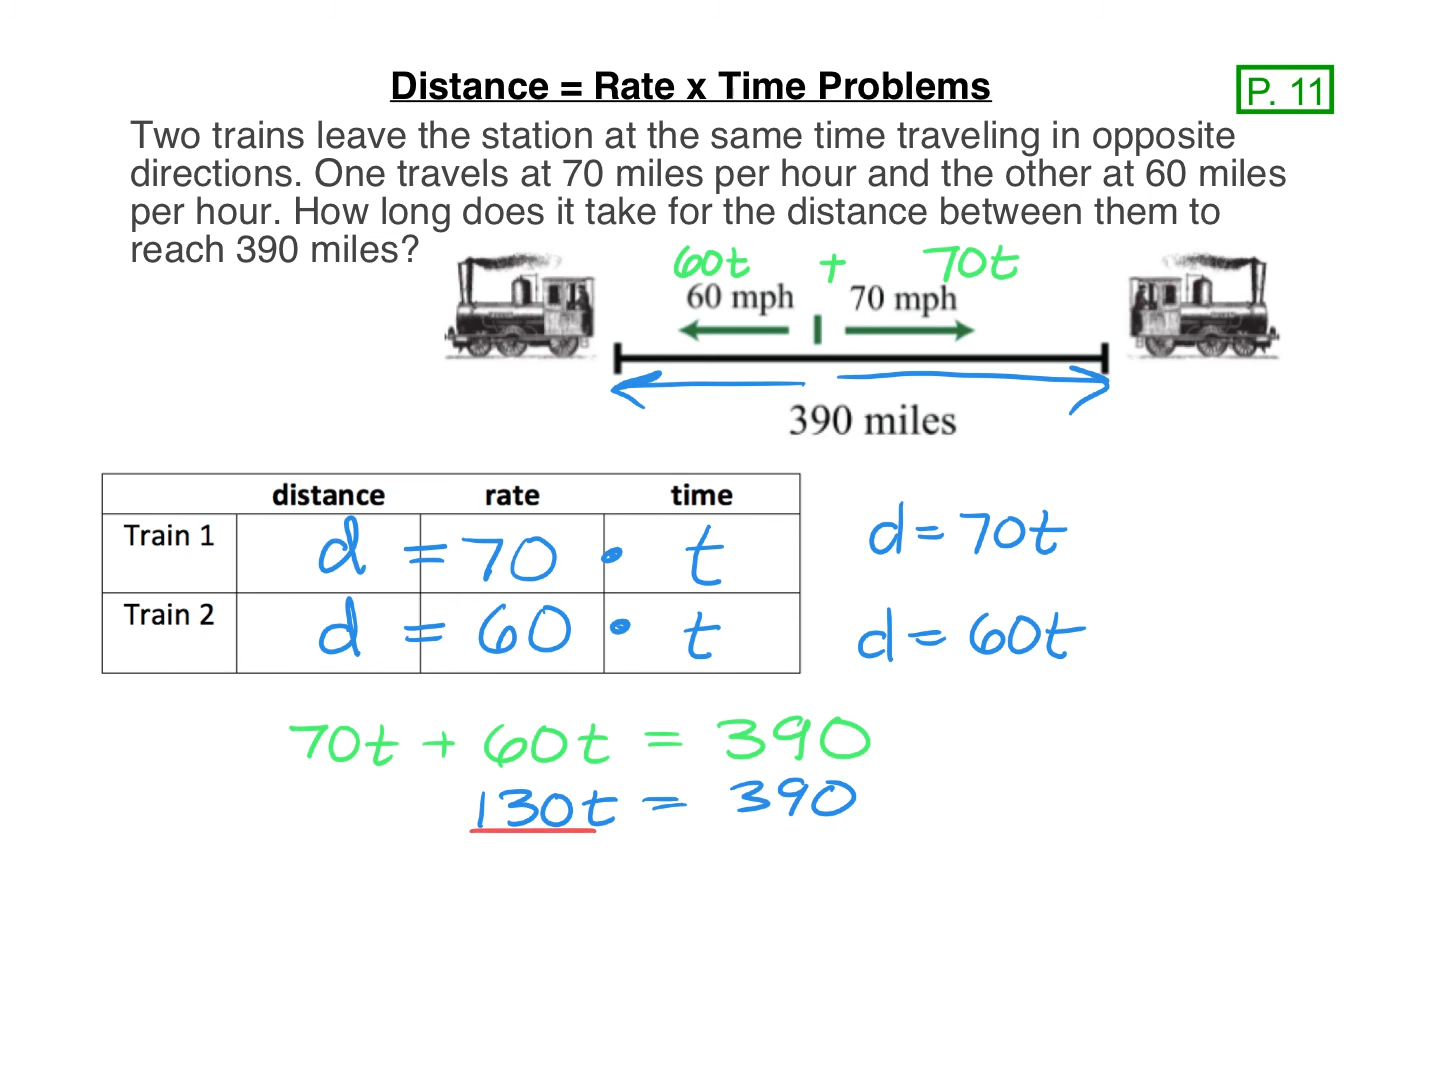 Distance = Rate x Time Problems
P. 11
Two trains leave the station at the same time traveling in opposite
directions. One travels at 70 miles per hour and the other at 60 miles
per hour. How long does it take for the distance between them to
reach 390 miles?
60t + 70t
60 mph 70 mph
390 miles
distance rate time
Train 1 d = 70 • t
d = 70t
Train 2 d = 60 • t
d = 60t
70t + 60t = 390
130t = 390